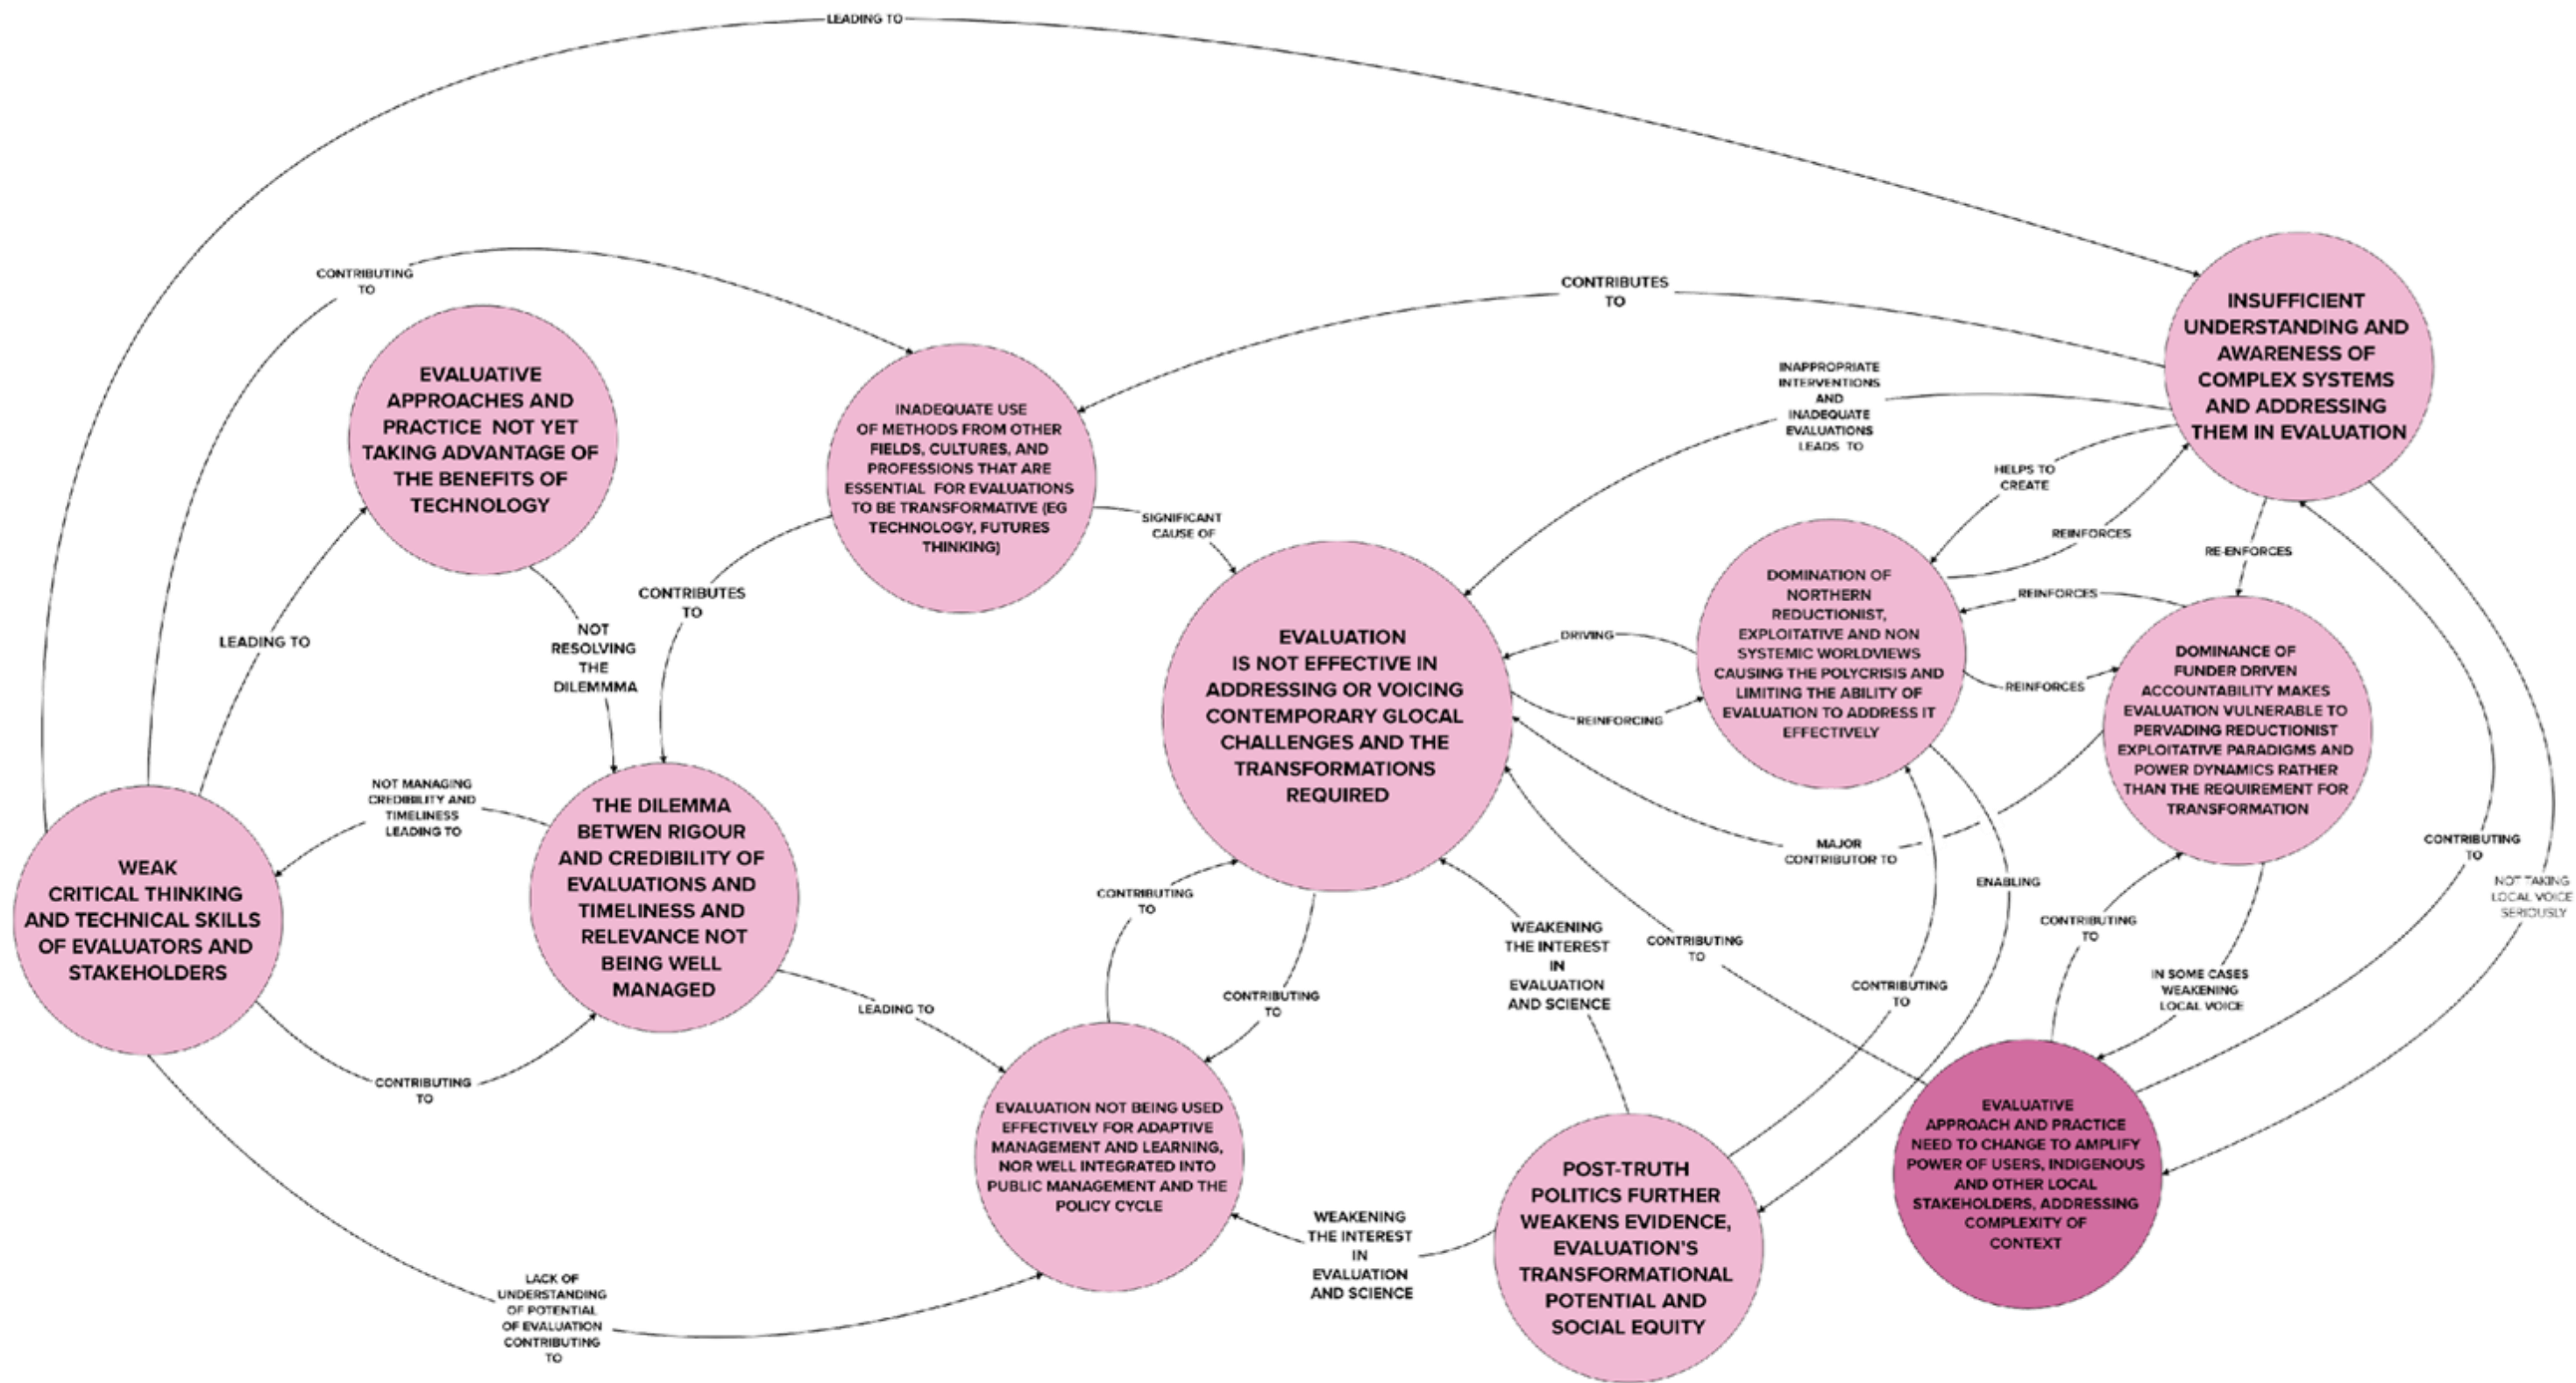 LEADING TO
CONTRIBUTING
TO
EVALUATIVE
APPROACHES AND
PRACTICE NOT YET
TAKING ADVANTAGE OF
THE BENEFITS OF
TECHNOLOGY
LEADING TO
NOT
RESOLVING
THE
DILEMMMA
INADEQUATE USE
OF METHODS FROM OTHER
FIELDS, CULTURES, AND
PROFESSIONS THAT ARE
ESSENTIAL FOR EVALUATIONS
TO BE TRANSFORMATIVE (EG
TECHNOLOGY, FUTURES
THINKING)
CONTRIBUTES
TO
SIGNIFICANT
CAUSE OF
CONTRIBUTES
TO
INAPPROPRIATE
INTERVENTIONS
AND
INADEQUATE
EVALUATIONS
LEADS TO
INSUFFICIENT
UNDERSTANDING AND
AWARENESS OF
COMPLEX SYSTEMS
AND ADDRESSING
THEM IN EVALUATION
HELPS TO
CREATE
REINFORCES
RE-ENFORCES
REINFORCES
DRIVING
REINFORCES
REINFORCING
EVALUATION
IS NOT EFFECTIVE IN
ADDRESSING OR VOICING
CONTEMPORARY GLOCAL
CHALLENGES AND THE
TRANSFORMATIONS
REQUIRED
DOMINATION OF
NORTHERN
REDUCTIONIST,
EXPLOITATIVE AND NON
SYSTEMIC WORLDVIEWS
CAUSING THE POLYCRISIS AND
LIMITING THE ABILITY OF
EVALUATION TO ADDRESS IT
EFFECTIVELY
DOMINANCE OF
FUNDER DRIVEN
ACCOUNTABILITY MAKES
EVALUATION VULNERABLE TO
PERVADING REDUCTIONIST
EXPLOITATIVE PARADIGMS AND
POWER DYNAMICS RATHER
THAN THE REQUIREMENT FOR
TRANSFORMATION
WEAK
CRITICAL THINKING
AND TECHNICAL SKILLS
OF EVALUATORS AND
STAKEHOLDERS
NOT MANAGING
CREDIBILITY AND
TIMELINESS
LEADING TO
THE DILEMMA
BETWEN RIGOUR
AND CREDIBILITY OF
EVALUATIONS AND
TIMELINESS AND
RELEVANCE NOT
BEING WELL
MANAGED
CONTRIBUTING
TO
LEADING TO
CONTRIBUTING
TO
CONTRIBUTING
TO
WEAKENING
THE INTEREST
IN
EVALUATION
AND SCIENCE
CONTRIBUTING
TO
MAJOR
CONTRIBUTOR TO
ENABLING
CONTRIBUTING
TO
CONTRIBUTING
TO
IN SOME CASES
WEAKENING
LOCAL VOICE
CONTRIBUTING
TO
NOT TAKING
LOCAL VOICE
SERIOUSLY
EVALUATION NOT BEING USED
EFFECTIVELY FOR ADAPTIVE
MANAGEMENT AND LEARNING,
NOR WELL INTEGRATED INTO
PUBLIC MANAGEMENT AND THE
POLICY CYCLE
LACK OF
UNDERSTANDING
OF POTENTIAL
OF EVALUATION
CONTRIBUTING
TO
WEAKENING
THE INTEREST
IN
EVALUATION
AND SCIENCE
POST-TRUTH
POLITICS FURTHER
WEAKENS EVIDENCE,
EVALUATION'S
TRANSFORMATIONAL
POTENTIAL AND
SOCIAL EQUITY
EVALUATIVE
APPROACH AND PRACTICE
NEED TO CHANGE TO AMPLIFY
POWER OF USERS, INDIGENOUS
AND OTHER LOCAL
STAKEHOLDERS, ADDRESSING
COMPLEXITY OF
CONTEXT